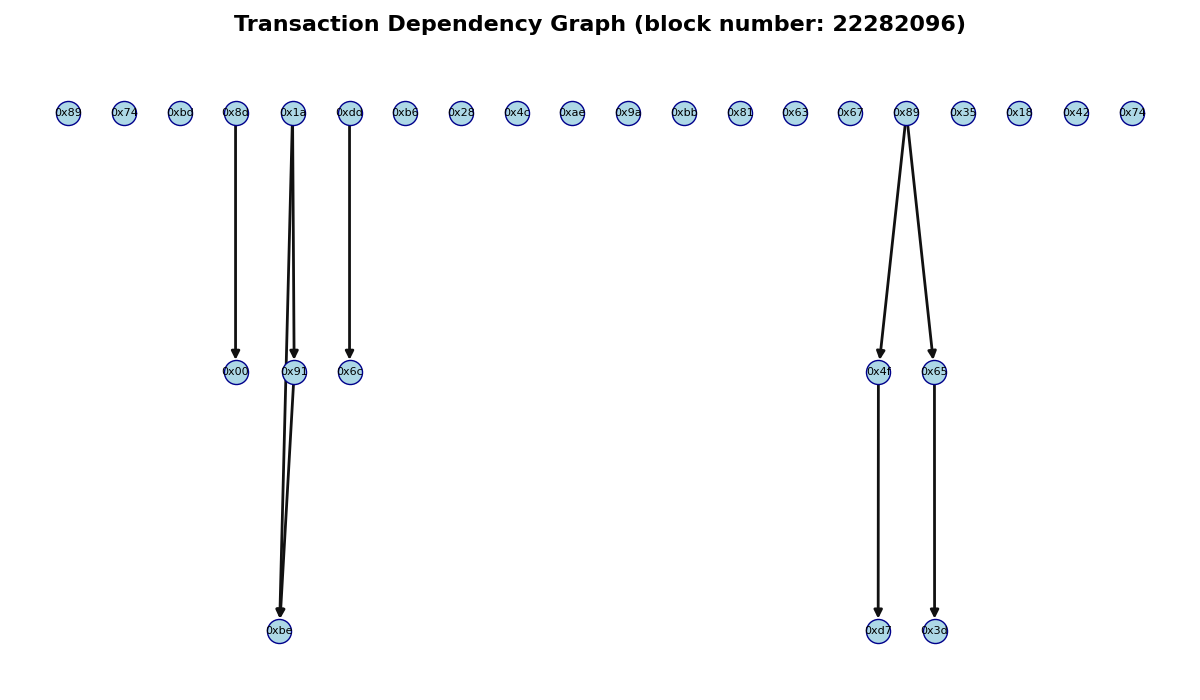 Transaction Dependency Graph (block number: 22282096)
0x89 0x74 0xbd 0x8d 0x1a 0xdd 0xb6 0x28 0x4c 0xae 0x9a 0xbb 0x81 0x63 0x67 0x89 0x35 0x18 0x42 0x74
0x00 0x91 0x6c 0x4f 0x65
0xbe 0xd7 0x3d